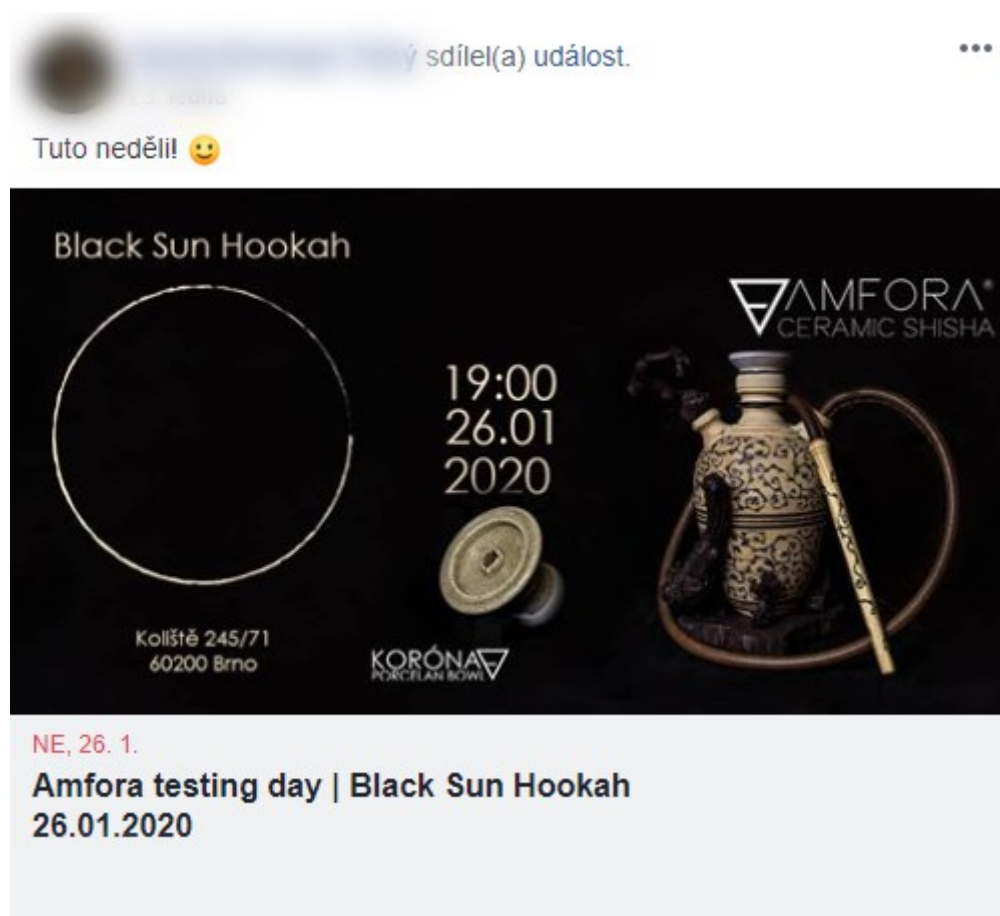 sdílel(a) událost.
Tuto neděli!
Black Sun Hookah
AMFORA®
CERAMIC SHISHA
19:00
26.01
2020
Koliště 245/71
60200 Brno
KORÓNA
PORCELAN BOWL
NE, 26. 1.
Amfora testing day | Black Sun Hookah
26.01.2020